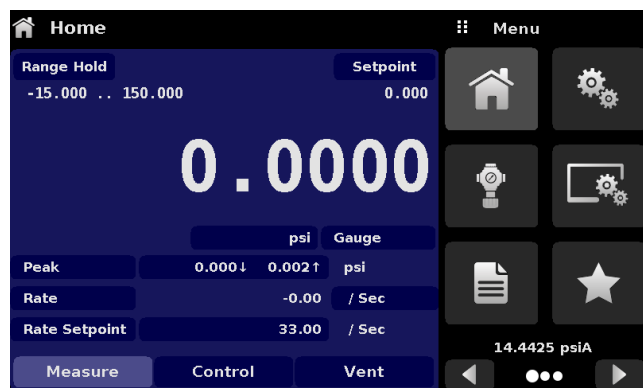 Home
Menu
Range Hold
Setpoint
-15.000 .. 150.000
0.000
0.0000
psi Gauge
Peak 0.000↓ 0.002↑ psi
Rate -0.00 / Sec
Rate Setpoint 33.00 / Sec
14.4425 psiA
Measure Control Vent